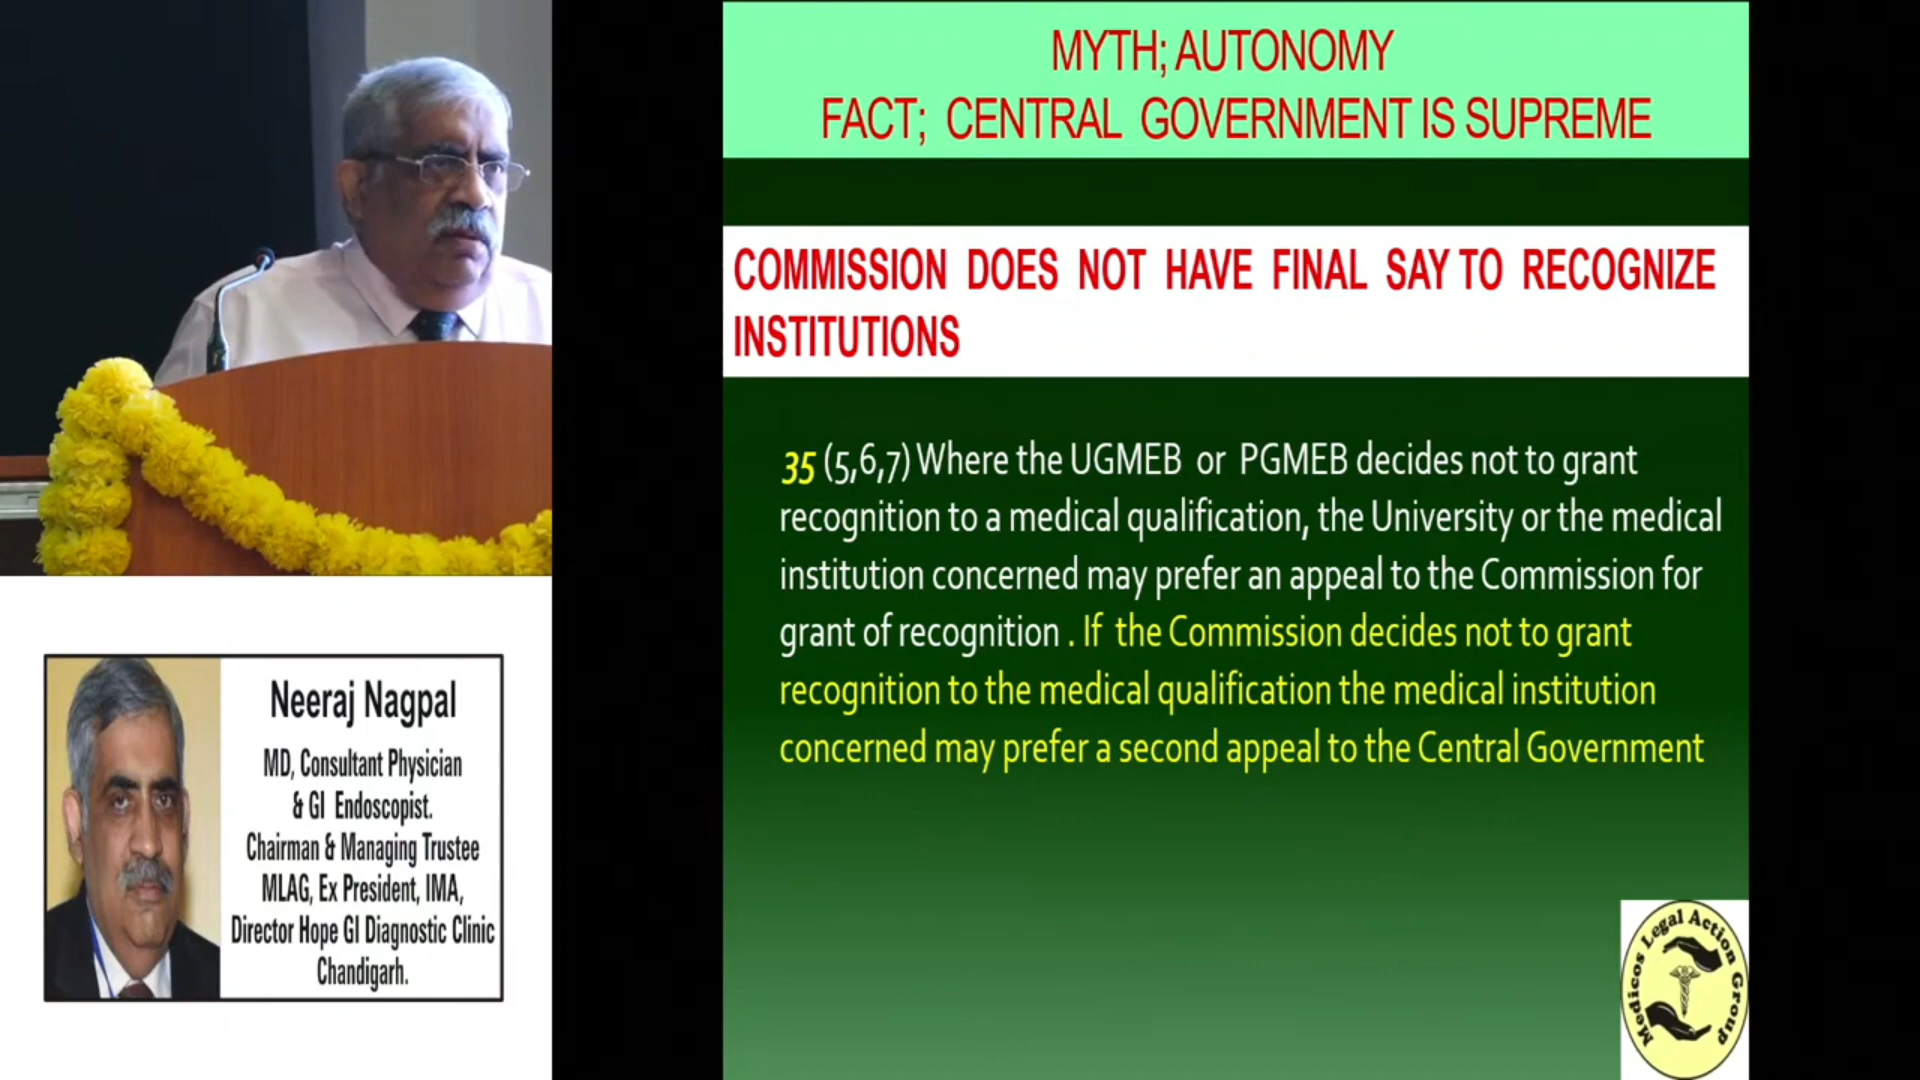 MYTH; AUTONOMY
FACT; CENTRAL GOVERNMENT IS SUPREME
COMMISSION DOES NOT HAVE FINAL SAY TO RECOGNIZE
INSTITUTIONS
35 (5,6,7) Where the UGMEB or PGMEB decides not to grant
recognition to a medical qualification, the University or the medical
institution concerned may prefer an appeal to the Commission for
grant of recognition . If the Commission decides not to grant
recognition to the medical qualification the medical institution
concerned may prefer a second appeal to the Central Government
Neeraj Nagpal
MD, Consultant Physician
& GI Endoscopist.
Chairman & Managing Trustee
MLAG, Ex President, IMA,
Director Hope GI Diagnostic Clinic
Chandigarh.
Medicos Legal Action Group